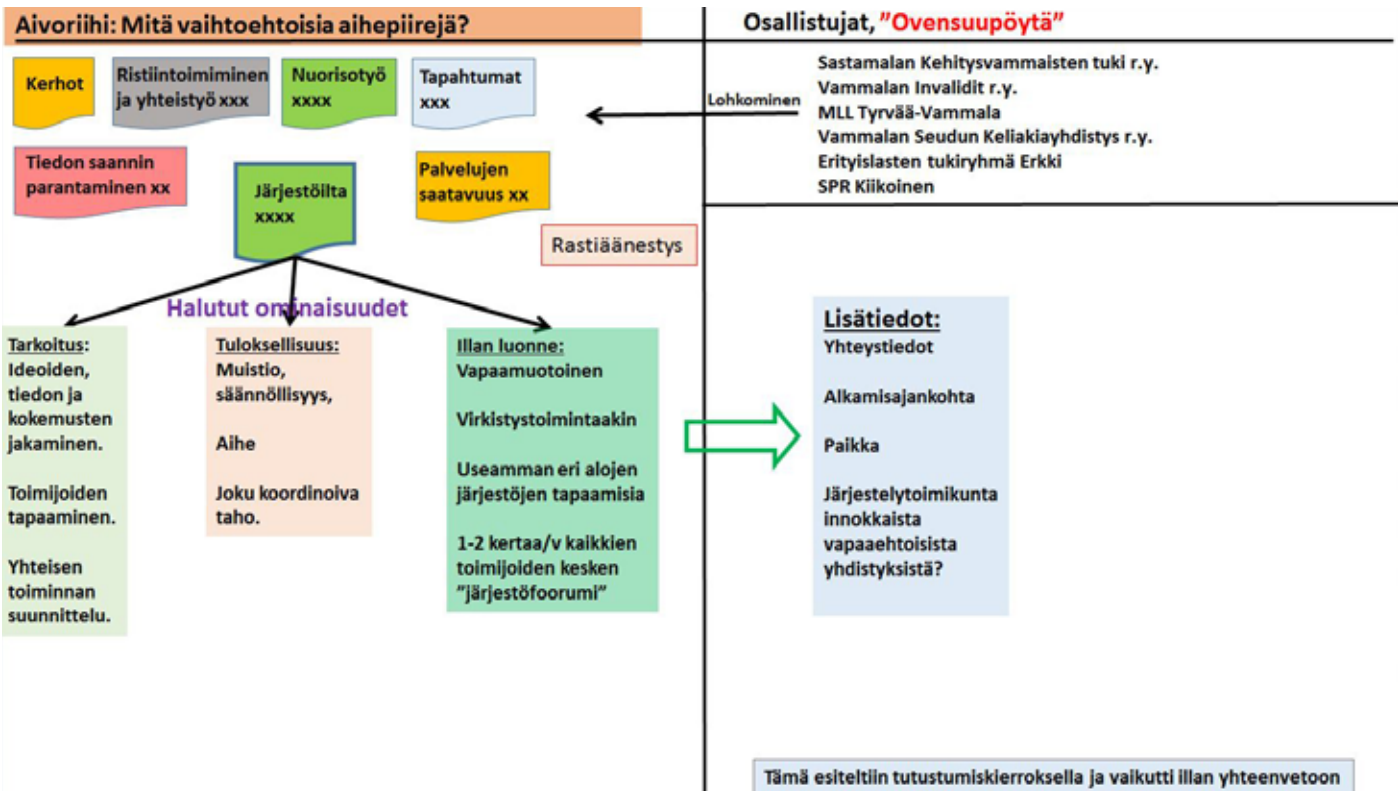 Aivoriihi: Mitä vaihtoehtoisia aihepiirejä?
Kerhot
Ristiintoimiminen
ja yhteistyö xxx
Nuorisotyö
xxxx
Tapahtumat
xxx
Tiedon saannin
parantaminen xx
Järjestöilta
xxxx
Palvelujen
saatavuus xx
Rastiäänestys
Halutut ominaisuudet
Tarkoitus:
Ideoiden,
tiedon ja
kokemusten
jakaminen.
Toimijoiden
tapaaminen.
Yhteisen
toiminnan
suunnittelu.
Tuloksellisuus:
Muistio,
säännöllisyys,
Aihe
Joku koordinoiva
taho.
Illan luonne:
Vapaamuotoinen
Virkistystoimintaakin
Useamman eri alojen
järjestöjen tapaamisia
1-2 kertaa/v kaikkien
toimijoiden kesken
"järjestöfoorumi"
Osallistujat, "Ovensuupöytä"
Lohkominen
Sastamalan Kehitysvammaisten tuki r.y.
Vammalan Invalidit r.y.
MLL Tyrvää-Vammala
Vammalan Seudun Keliakiayhdistys r.y.
Erityislasten tukiryhmä Erkki
SPR Kiikoinen
Lisätiedot:
Yhteystiedot
Alkamisajankohta
Paikka
Järjestelytoimikunta
innokkaista
vapaaehtoisista
yhdistyksistä?
Tämä esiteltiin tutustumiskierroksella ja vaikutti illan yhteenvetoon